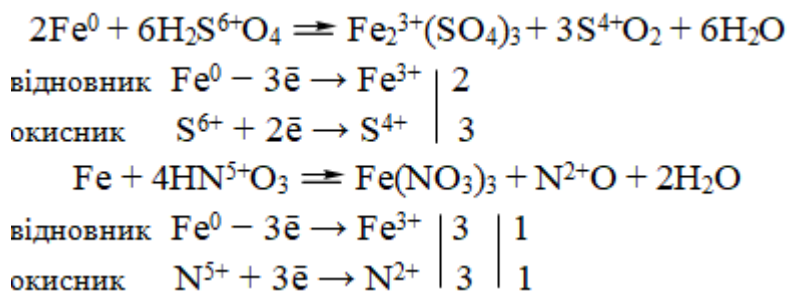 2Fe⁰ + 6H₂S⁶⁺O₄ ⇌ Fe₂³⁺(SO₄)₃ + 3S⁴⁺O₂ + 6H₂O
відновник Fe⁰ − 3ē → Fe³⁺ | 2
окисник S⁶⁺ + 2ē → S⁴⁺ | 3
Fe + 4HN⁵⁺O₃ ⇌ Fe(NO₃)₃ + N²⁺O + 2H₂O
відновник Fe⁰ − 3ē → Fe³⁺ | 3 | 1
окисник N⁵⁺ + 3ē → N²⁺ | 3 | 1